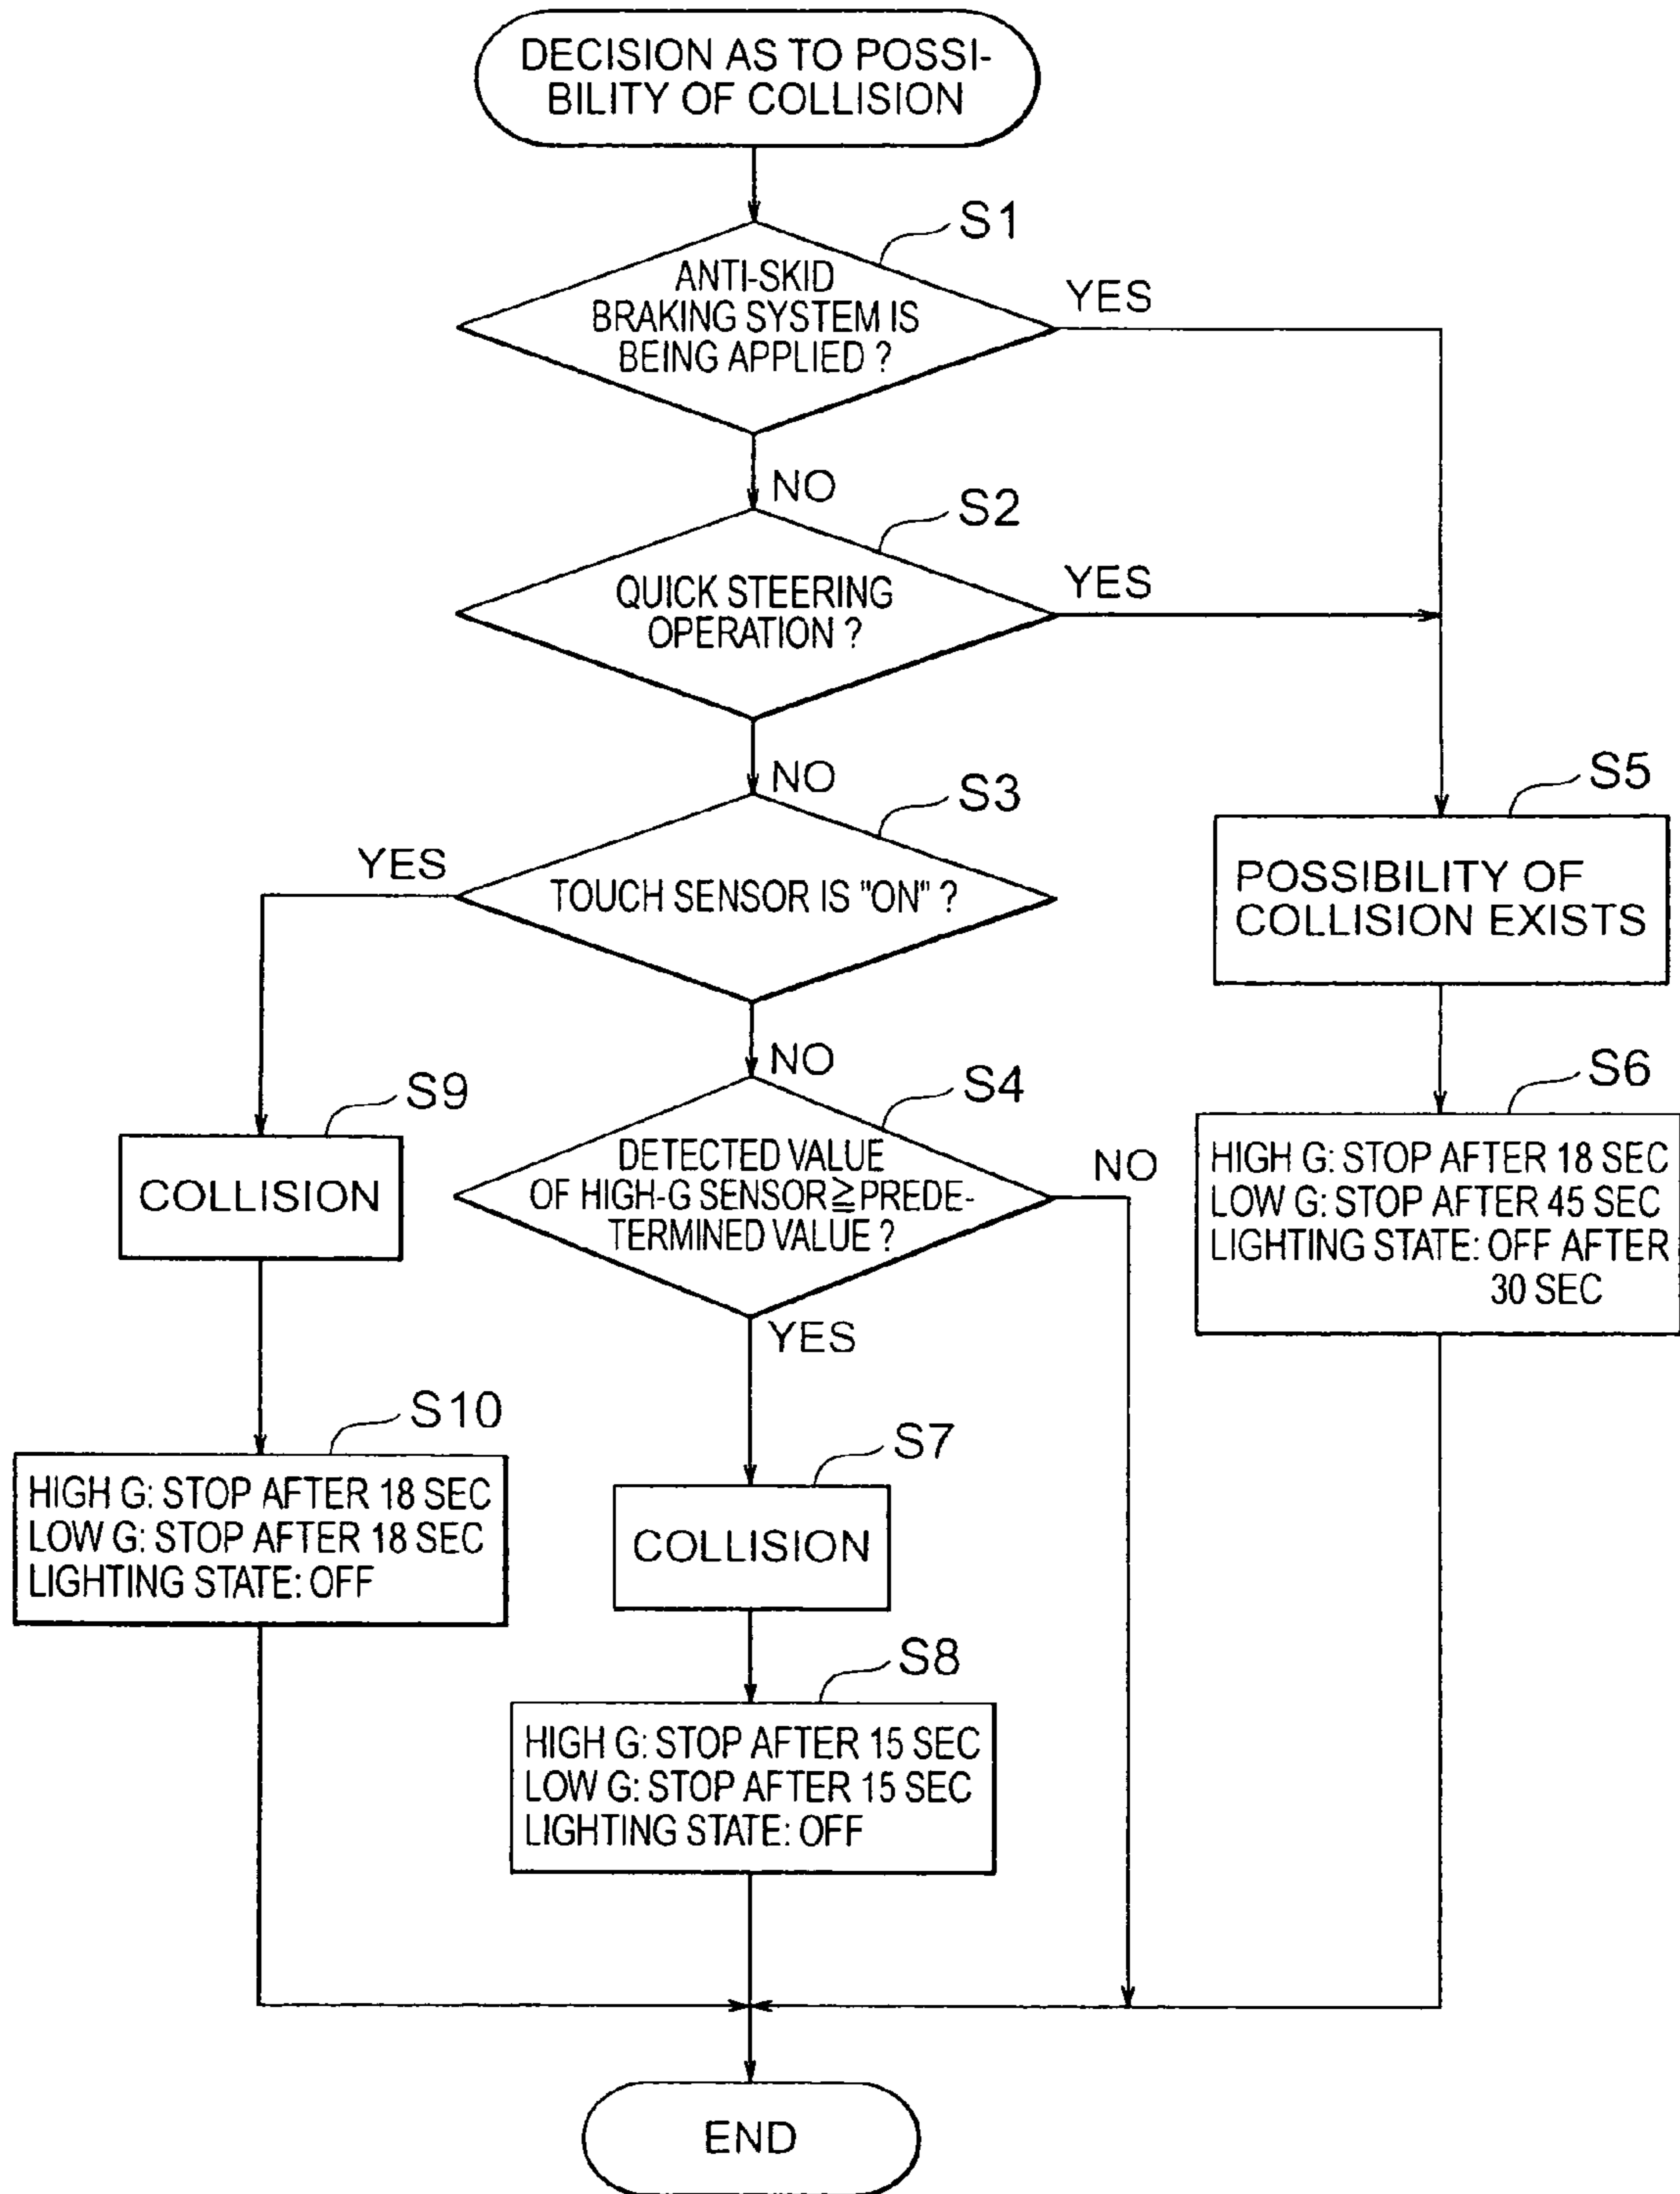 DECISION AS TO POSSI-
BILITY OF COLLISION
S1
ANTI-SKID
BRAKING SYSTEM IS
BEING APPLIED ?
YES
NO
S2
QUICK STEERING
OPERATION ?
YES
NO
S3
YES
TOUCH SENSOR IS "ON" ?
S5
POSSIBILITY OF
COLLISION EXISTS
NO
S4
DETECTED VALUE
OF HIGH-G SENSOR≧PREDE-
TERMINED VALUE ?
NO
YES
S6
HIGH G: STOP AFTER 18 SEC
LOW G: STOP AFTER 45 SEC
LIGHTING STATE: OFF AFTER
30 SEC
S9
COLLISION
S10
HIGH G: STOP AFTER 18 SEC
LOW G: STOP AFTER 18 SEC
LIGHTING STATE: OFF
S7
COLLISION
S8
HIGH G: STOP AFTER 15 SEC
LOW G: STOP AFTER 15 SEC
LIGHTING STATE: OFF
END